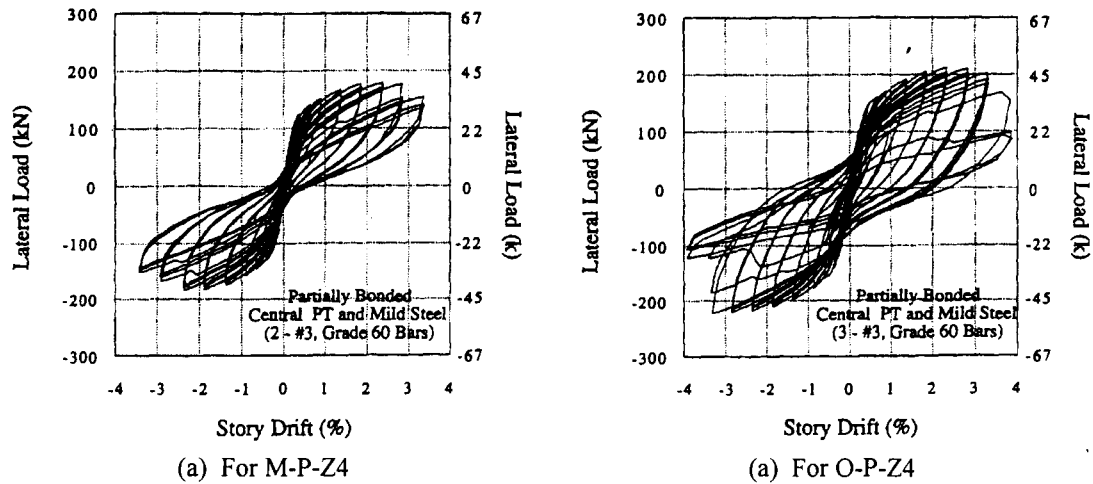 300
200
100
0
-100
-200
-300
Lateral Load (kN)
67
45
22
0
-22
-45
-67
Lateral Load (k)
Partially Bonded
Central PT and Mild Steel
(2 - #3, Grade 60 Bars)
-4 -3 -2 -1 0 1 2 3 4
Story Drift (%)
(a) For M-P-Z4
300
200
100
0
-100
-200
-300
Lateral Load (kN)
67
45
22
0
-22
-45
-67
Lateral Load (k)
Partially Bonded
Central PT and Mild Steel
(3 - #3, Grade 60 Bars)
-4 -3 -2 -1 0 1 2 3 4
Story Drift (%)
(a) For O-P-Z4